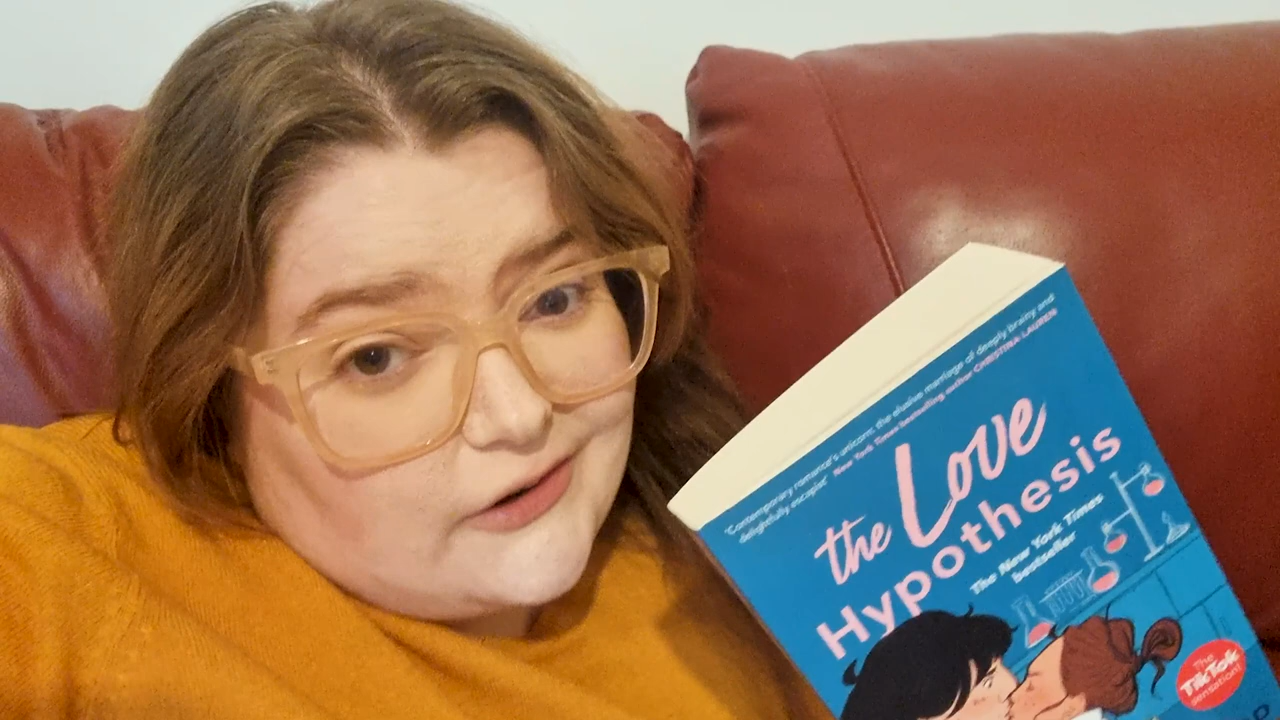 "Contemporary romance's unicorn: the elusive marriage of deeply brainy and
delightfully escapist" New York Times bestselling author CHRISTINA LAUREN
the Love
Hypothesis
The New York Times
bestseller
The
TikTok
sensation!